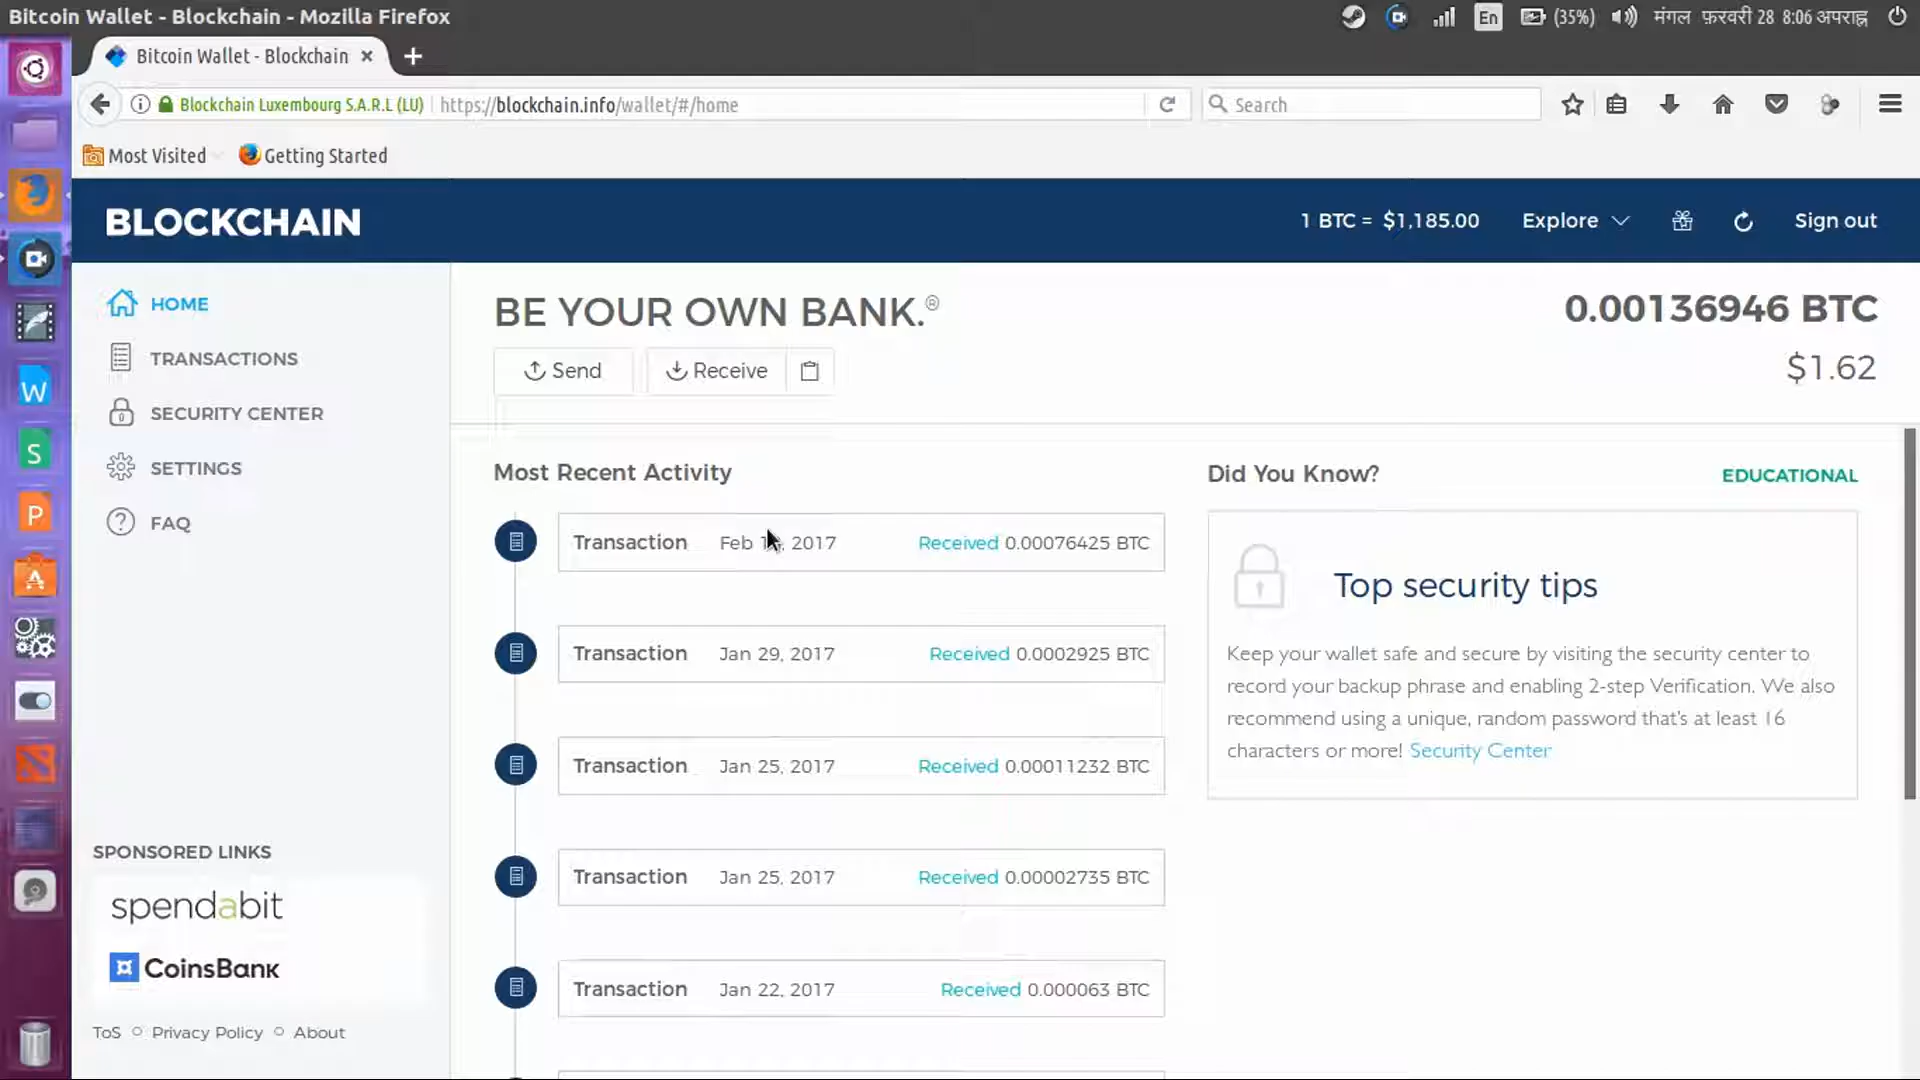 Bitcoin Wallet - Blockchain - Mozilla Firefox
En (35%) मंगल फ़रवरी 28 8:06 अपराह्न
Bitcoin Wallet - Blockchain
Blockchain Luxembourg S.A.R.L (LU) https://blockchain.info/wallet/#/home Search
Most Visited Getting Started
BLOCKCHAIN 1 BTC = $1,185.00 Explore Sign out
HOME
TRANSACTIONS
SECURITY CENTER
SETTINGS
FAQ
SPONSORED LINKS
spendabit
CoinsBank
ToS Privacy Policy About
BE YOUR OWN BANK.®
0.00136946 BTC
$1.62
Send Receive
Most Recent Activity
Transaction Feb 2017 Received 0.00076425 BTC
Transaction Jan 29, 2017 Received 0.0002925 BTC
Transaction Jan 25, 2017 Received 0.00011232 BTC
Transaction Jan 25, 2017 Received 0.00002735 BTC
Transaction Jan 22, 2017 Received 0.000063 BTC
Did You Know? EDUCATIONAL
Top security tips
Keep your wallet safe and secure by visiting the security center to
record your backup phrase and enabling 2-step Verification. We also
recommend using a unique, random password that's at least 16
characters or more! Security Center
W
S
P